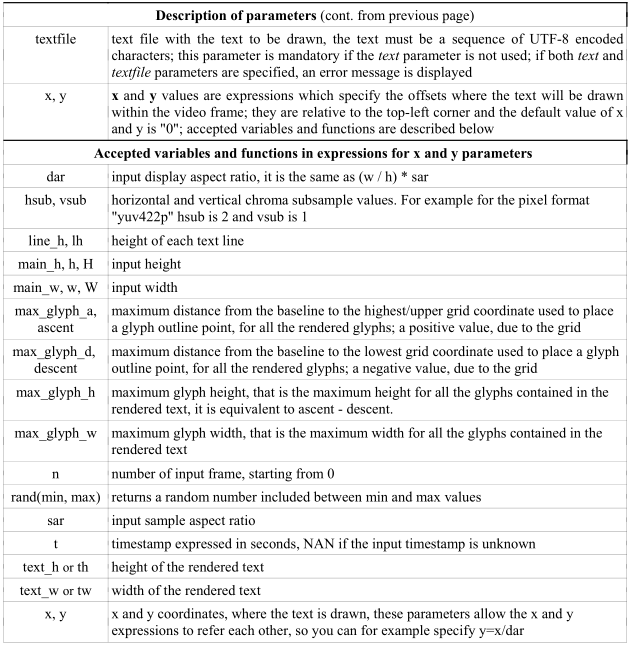 Description of parameters (cont. from previous page)
textfile
text file with the text to be drawn, the text must be a sequence of UTF-8 encoded
characters; this parameter is mandatory if the text parameter is not used; if both text and
textfile parameters are specified, an error message is displayed
x, y
x and y values are expressions which specify the offsets where the text will be drawn
within the video frame; they are relative to the top-left corner and the default value of x
and y is "0"; accepted variables and functions are described below
Accepted variables and functions in expressions for x and y parameters
dar
input display aspect ratio, it is the same as (w / h) * sar
hsub, vsub
horizontal and vertical chroma subsample values. For example for the pixel format
"yuv422p" hsub is 2 and vsub is 1
line_h, lh
height of each text line
main_h, h, H
input height
main_w, w, W
input width
max_glyph_a,
ascent
maximum distance from the baseline to the highest/upper grid coordinate used to place
a glyph outline point, for all the rendered glyphs; a positive value, due to the grid
max_glyph_d,
descent
maximum distance from the baseline to the lowest grid coordinate used to place a glyph
outline point, for all the rendered glyphs; a negative value, due to the grid
max_glyph_h
maximum glyph height, that is the maximum height for all the glyphs contained in the
rendered text, it is equivalent to ascent - descent.
max_glyph_w
maximum glyph width, that is the maximum width for all the glyphs contained in the
rendered text
n
number of input frame, starting from 0
rand(min, max)
returns a random number included between min and max values
sar
input sample aspect ratio
t
timestamp expressed in seconds, NAN if the input timestamp is unknown
text_h or th
height of the rendered text
text_w or tw
width of the rendered text
x, y
x and y coordinates, where the text is drawn, these parameters allow the x and y
expressions to refer each other, so you can for example specify y=x/dar